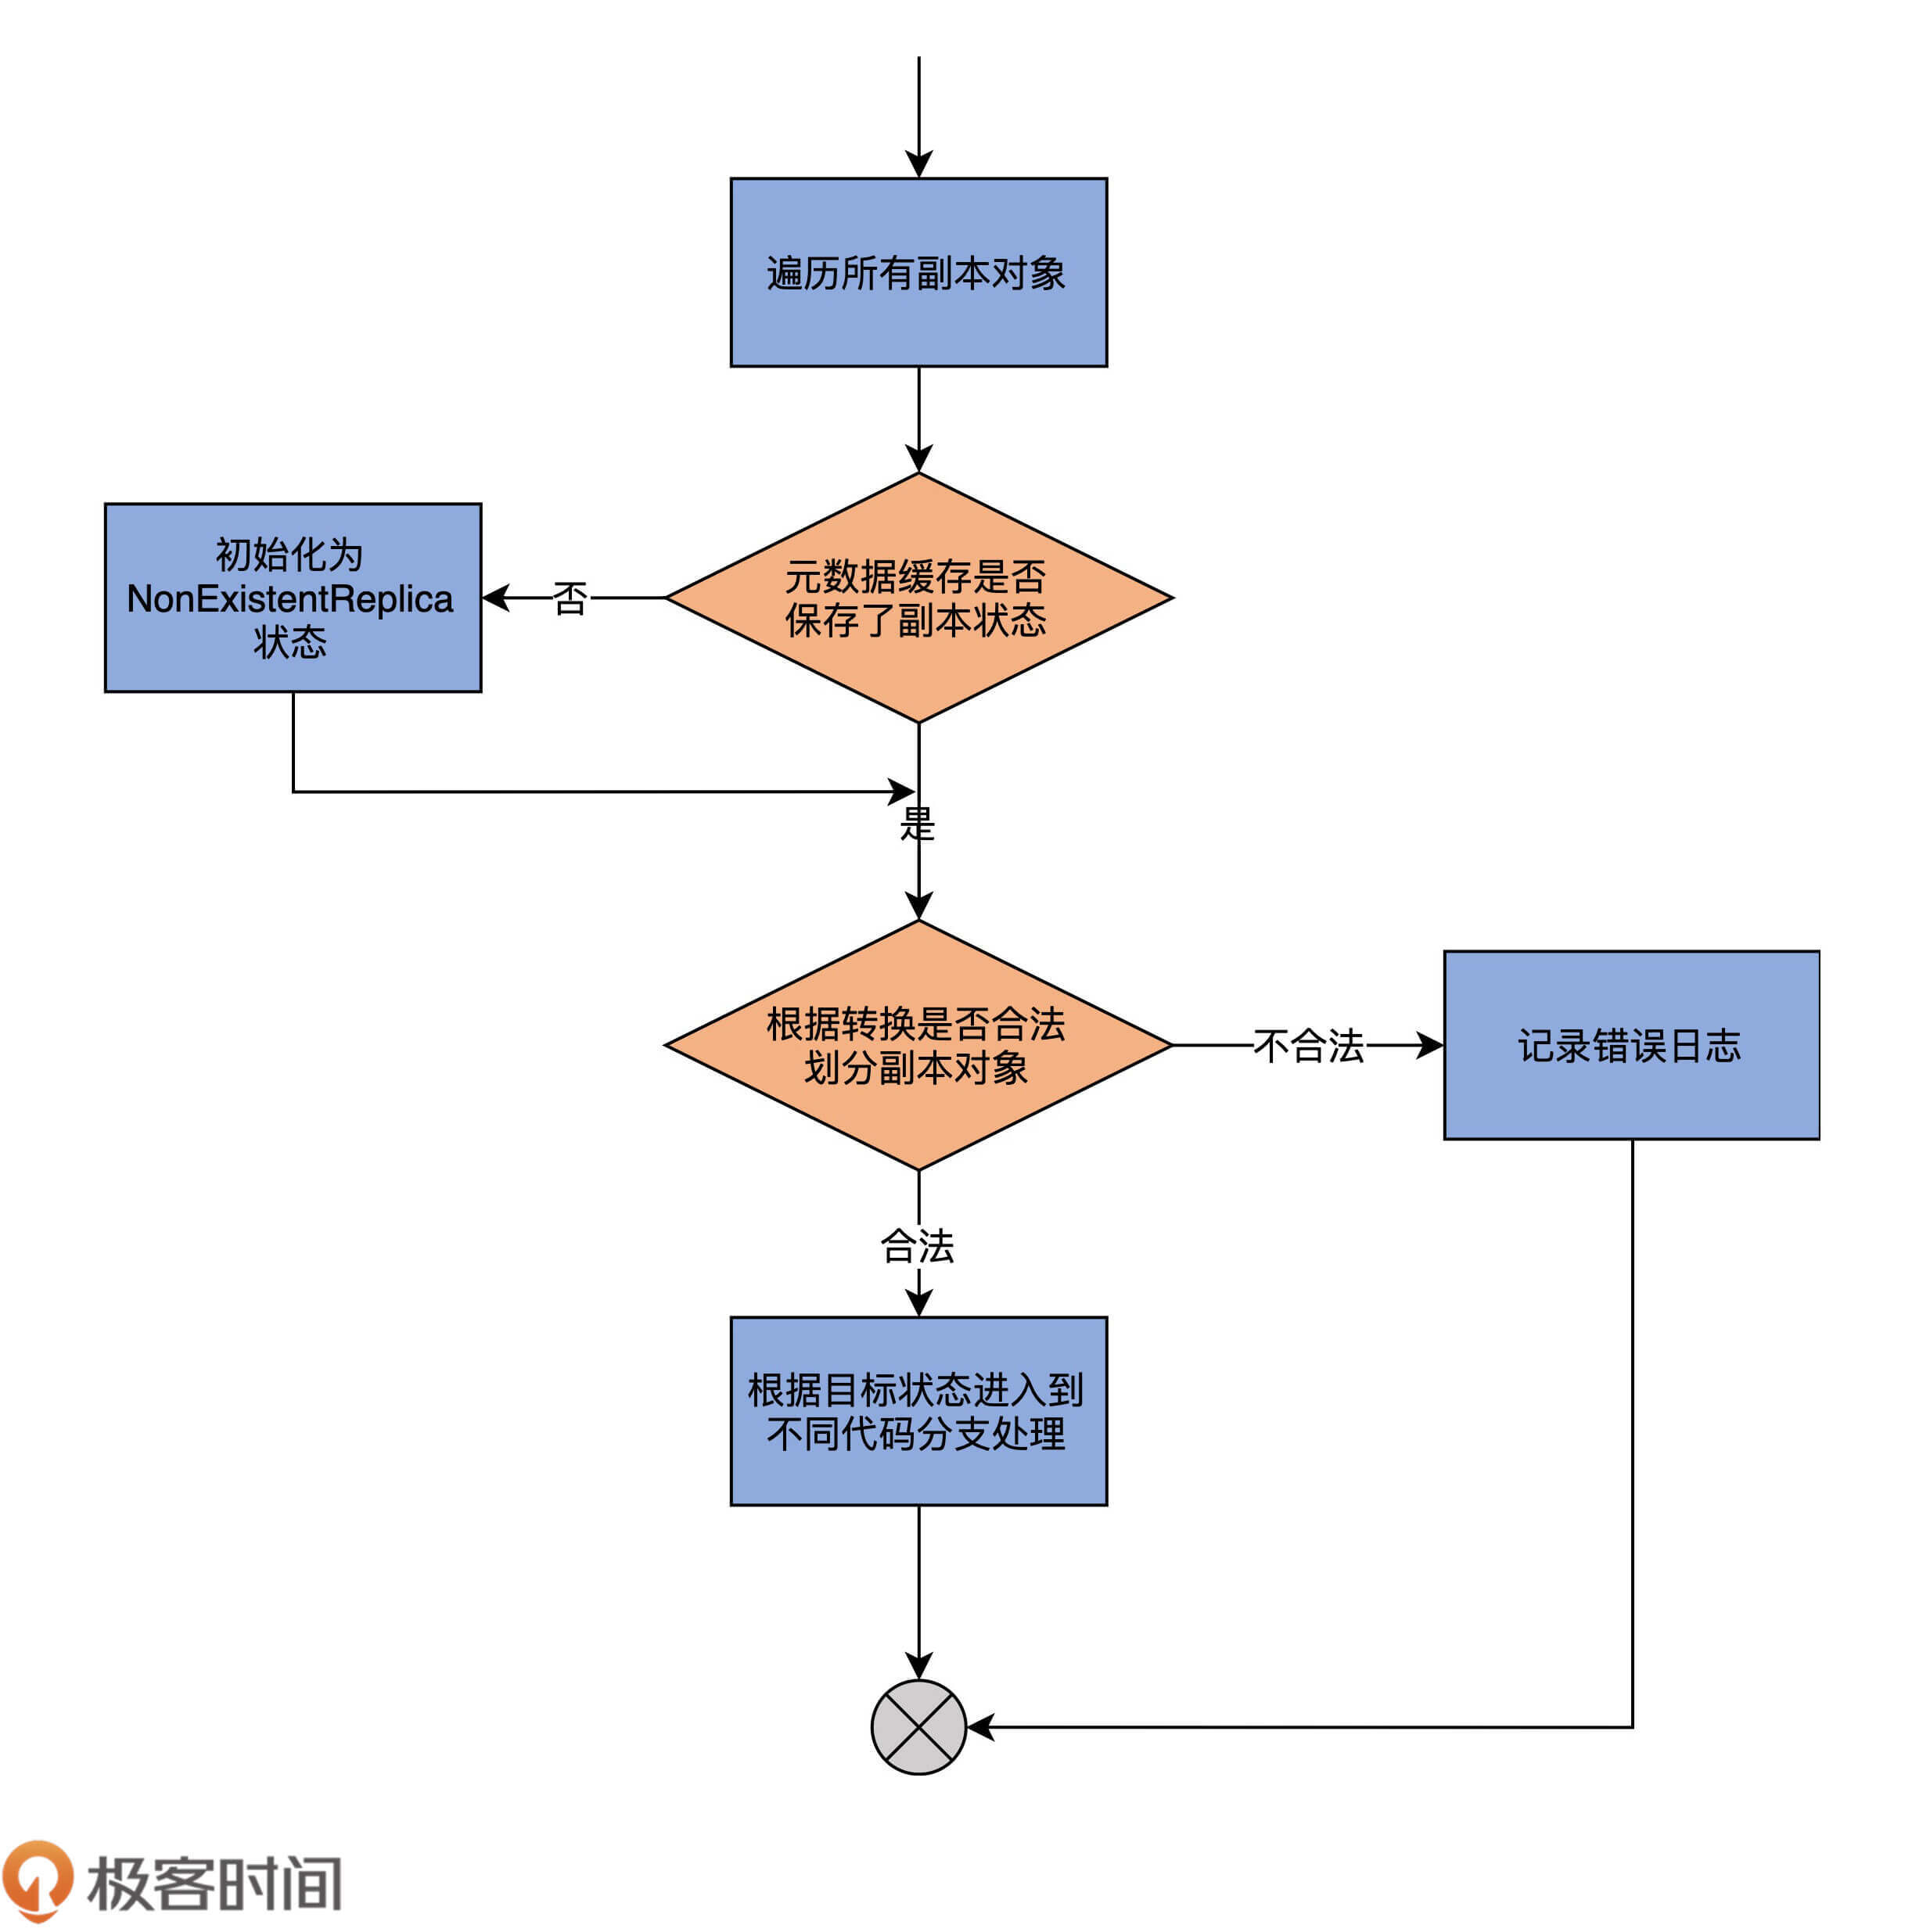 遍历所有副本对象
初始化为
NonExistentReplica
状态
否
元数据缓存是否
保存了副本状态
是
根据转换是否合法
划分副本对象
不合法
记录错误日志
合法
根据目标状态进入到
不同代码分支处理
极客时间